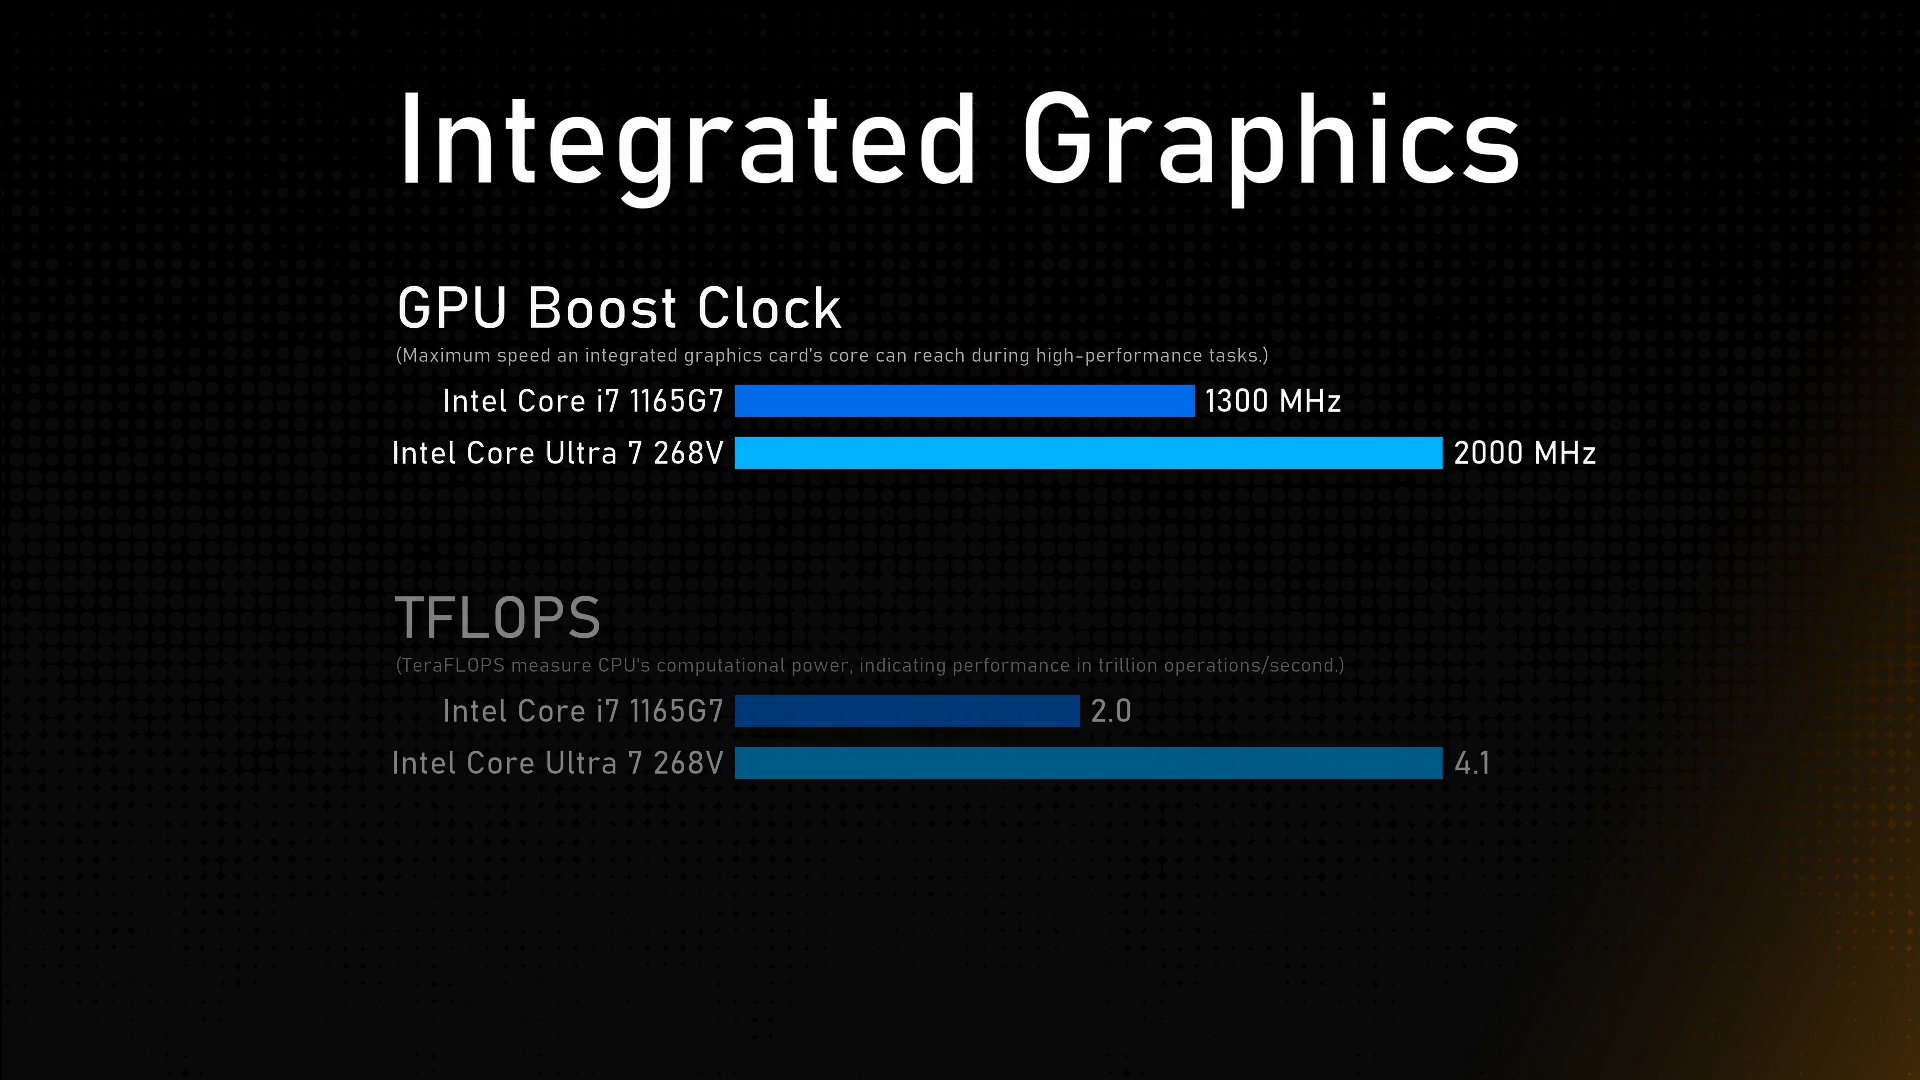 Integrated Graphics
GPU Boost Clock
(Maximum speed an integrated graphics card's core can reach during high-performance tasks.)
Intel Core i7 1165G7 1300 MHz
Intel Core Ultra 7 268V 2000 MHz
TFLOPS
(TeraFLOPS measure CPU's computational power, indicating performance in trillion operations/second.)
Intel Core i7 1165G7 2.0
Intel Core Ultra 7 268V 4.1